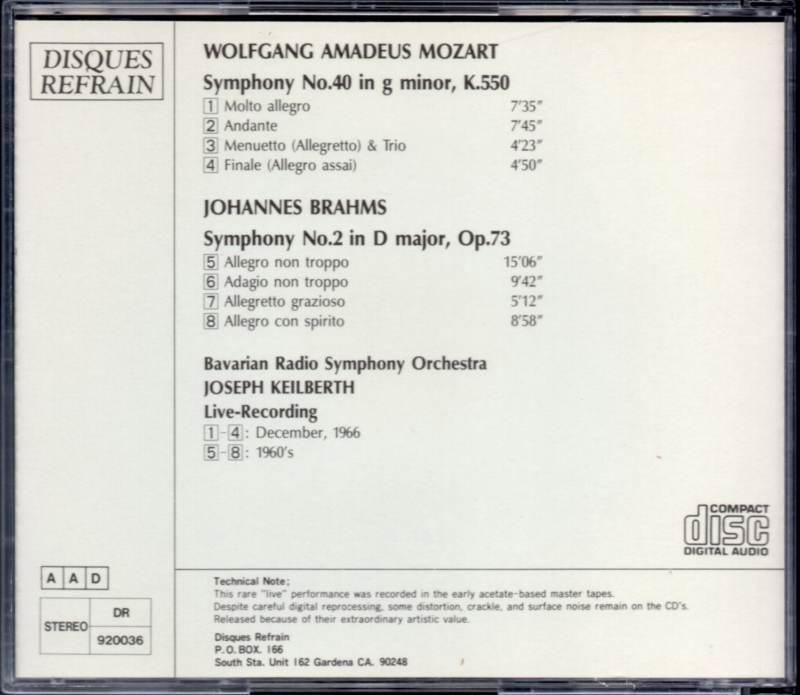 DISQUES
REFRAIN
WOLFGANG AMADEUS MOZART
Symphony No.40 in g minor, K.550
1 Molto allegro 7'35"
2 Andante 7'45"
3 Menuetto (Allegretto) & Trio 4'23"
4 Finale (Allegro assai) 4'50"
JOHANNES BRAHMS
Symphony No.2 in D major, Op.73
5 Allegro non troppo 15'06"
6 Adagio non troppo 9'42"
7 Allegretto grazioso 5'12"
8 Allegro con spirito 8'58"
Bavarian Radio Symphony Orchestra
JOSEPH KEILBERTH
Live-Recording
1-4: December, 1966
5-8: 1960's
COMPACT
disc
DIGITAL AUDIO
A A D
STEREO DR
920036
Technical Note;
This rare "live" performance was recorded in the early acetate-based master tapes.
Despite careful digital reprocessing, some distortion, crackle, and surface noise remain on the CD's.
Released because of their extraordinary artistic value.
Disques Refrain
P.O.BOX. 166
South Sta. Unit 162 Gardena CA. 90248